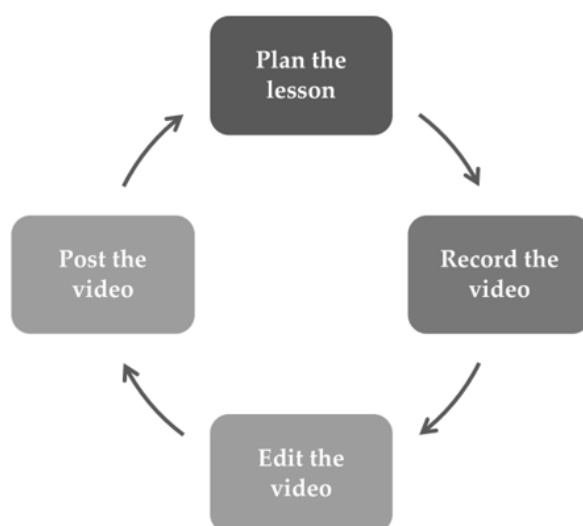 Plan the
lesson
Record the
video
Edit the
video
Post the
video